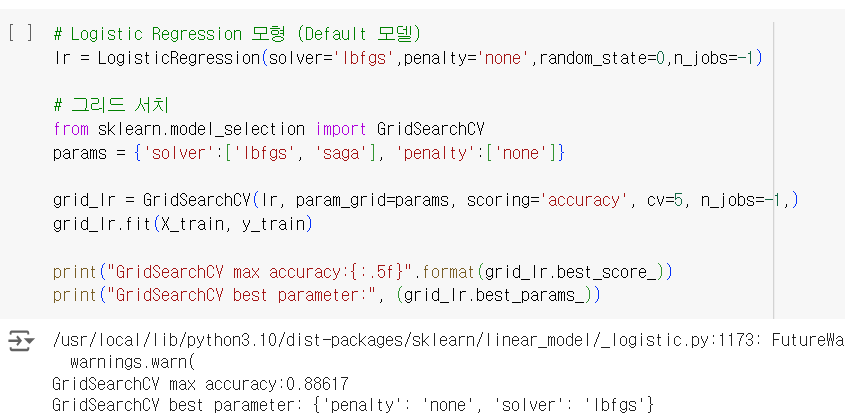 [ ] # Logistic Regression 모형 (Default 모델)
lr = LogisticRegression(solver='lbfgs',penalty='none',random_state=0,n_jobs=-1)
# 그리드 서치
from sklearn.model_selection import GridSearchCV
params = {'solver':['lbfgs', 'saga'], 'penalty':['none']}
grid_lr = GridSearchCV(lr, param_grid=params, scoring='accuracy', cv=5, n_jobs=-1,)
grid_lr.fit(X_train, y_train)
print("GridSearchCV max accuracy:{:.5f}".format(grid_lr.best_score_))
print("GridSearchCV best parameter:", (grid_lr.best_params_))
/usr/local/lib/python3.10/dist-packages/sklearn/linear_model/_logistic.py:1173: FutureWa
warnings.warn(
GridSearchCV max accuracy:0.88617
GridSearchCV best parameter: {'penalty': 'none', 'solver': 'lbfgs'}